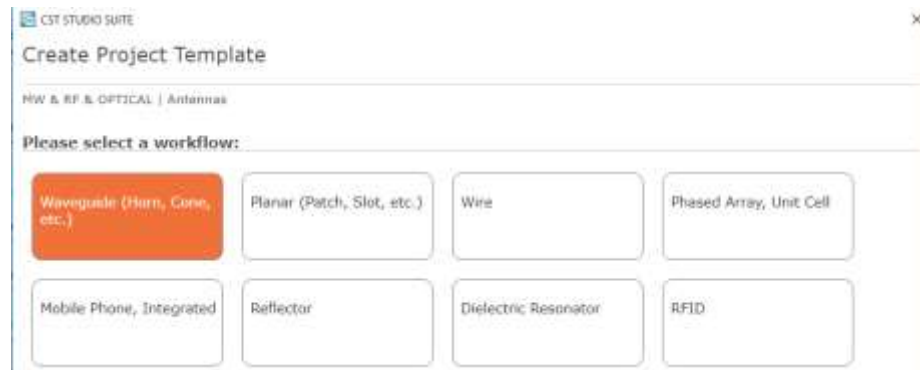 CST STUDIO SUITE
Create Project Template
MW & RF & OPTICAL | Antennas
Please select a workflow:
Waveguide (Horn, Cone,
etc.)
Planar (Patch, Slot, etc.)
Wire
Phased Array, Unit Cell
Mobile Phone, Integrated
Reflector
Dielectric Resonator
RFID